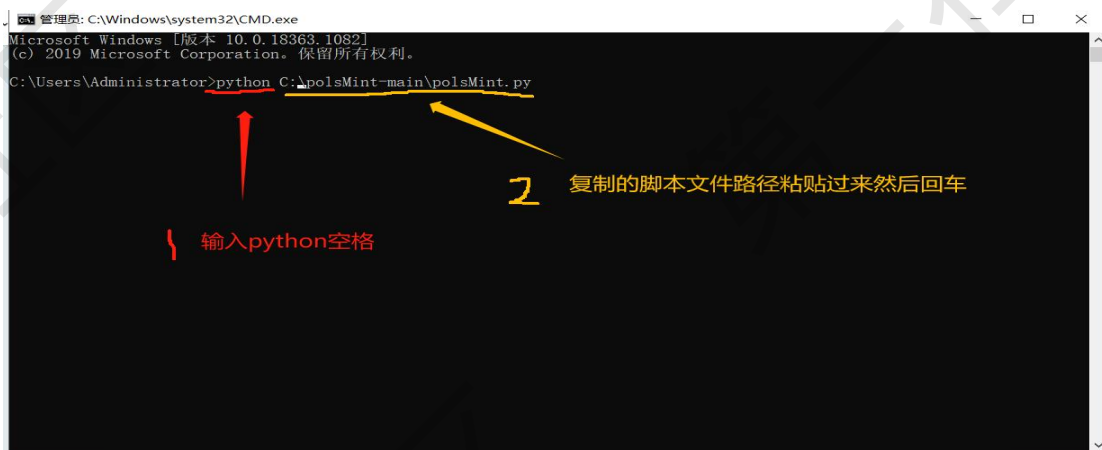 管理员: C:\Windows\system32\CMD.exe
Microsoft Windows [版本 10.0.18363.1082]
(c) 2019 Microsoft Corporation。保留所有权利。
C:\Users\Administrator>python C:\polsMint-main\polsMint.py
2 复制的脚本文件路径粘贴过来然后回车
1 输入python空格